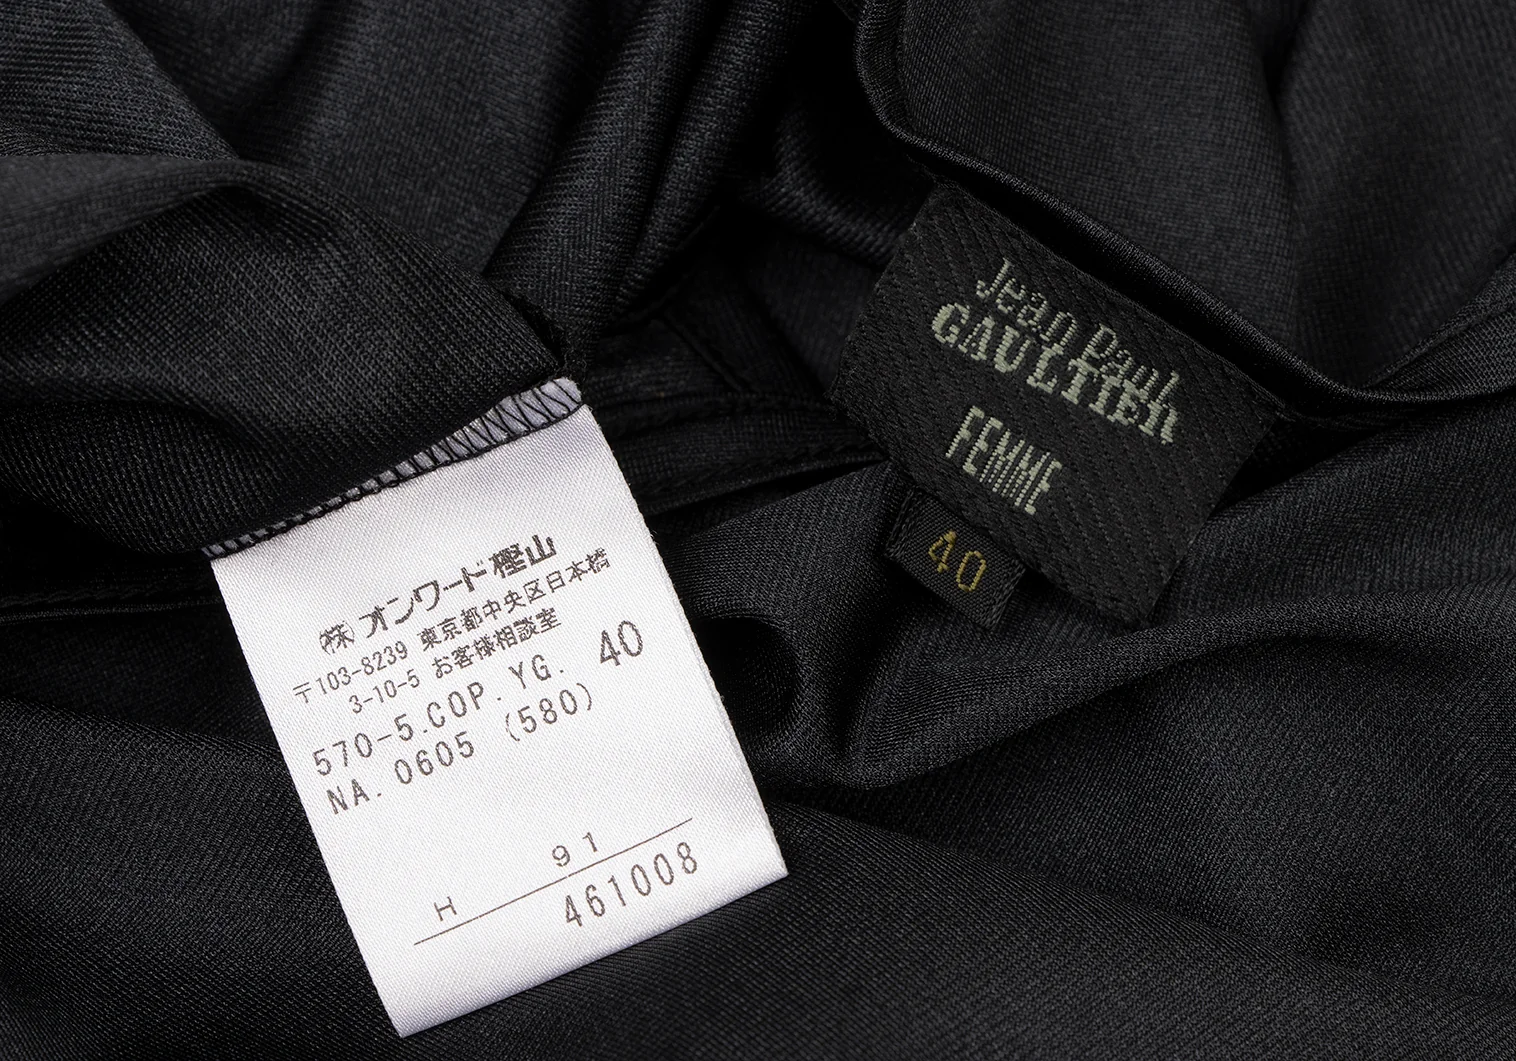 (株)オンワード樫山
〒103-8239 東京都中央区日本橋
3-10-5 お客様相談室
570-5.COP.YG. 40
NA. 0605 (580)
H 91
461008
Jean Paul
GAULTIER
FEMME
40